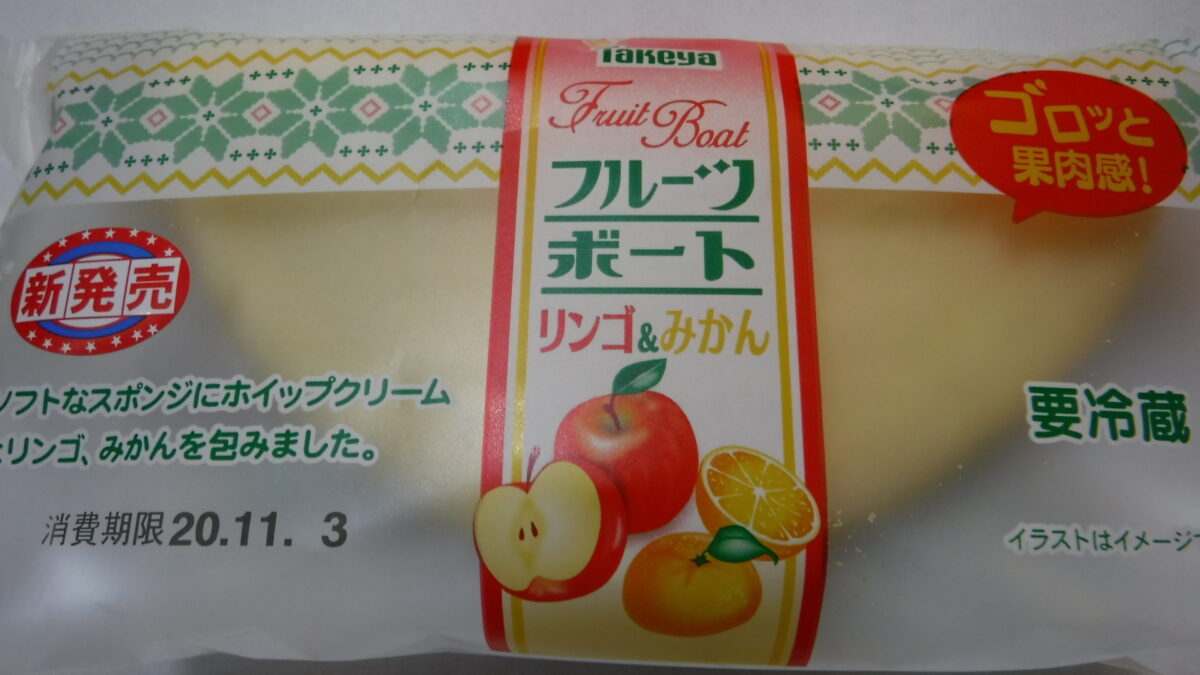 Takeya
Fruit Boat
フルーツ
ボート
リンゴ&みかん
ゴロッと
果肉感!
新発売
ソフトなスポンジにホイップクリーム
とリンゴ、みかんを包みました。
消費期限 20.11. 3
要冷蔵
イラストはイメージ